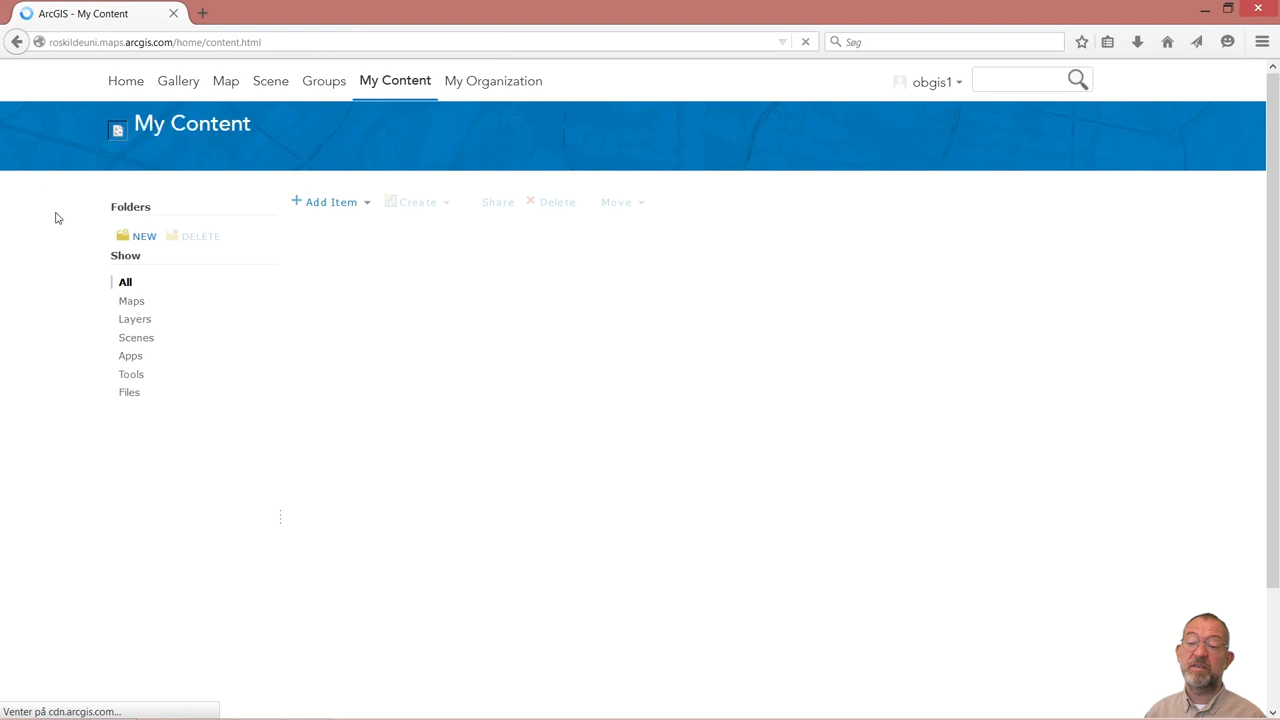 ArcGIS - My Content
roskildeuni.maps.arcgis.com/home/content.html
Søg
Home Gallery Map Scene Groups My Content My Organization obgis1
My Content
Folders
Add Item Create Share Delete Move
NEW DELETE
Show
All
Maps
Layers
Scenes
Apps
Tools
Files
Venter på cdn.arcgis.com...